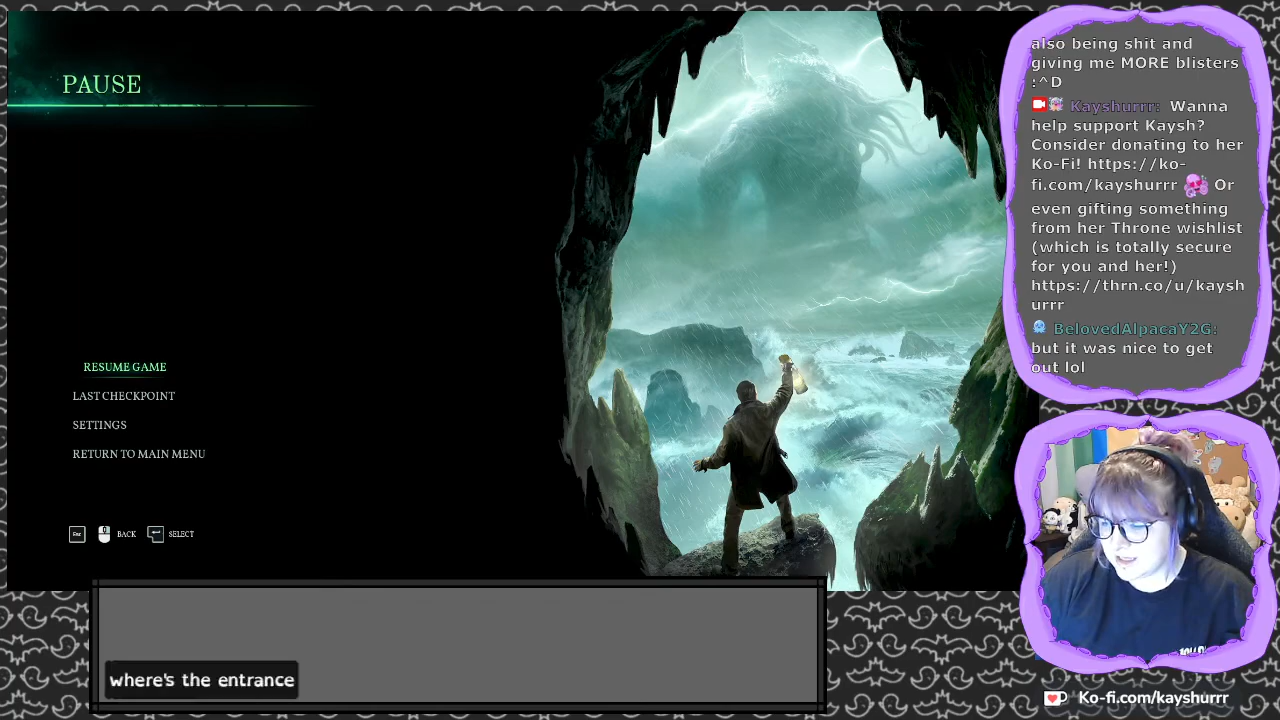 PAUSE
RESUME GAME
LAST CHECKPOINT
SETTINGS
RETURN TO MAIN MENU
Esc
BACK
SELECT
also being shit and
giving me MORE blisters
:^D
Kayshurrr: Wanna
help support Kaysh?
Consider donating to her
Ko-Fi! https://ko-
fi.com/kayshurrr Or
even gifting something
from her Throne wishlist
(which is totally secure
for you and her!)
https://thrn.co/u/kaysh
urrr
BelovedAlpacaY2G:
but it was nice to get
out lol
where's the entrance
Ko-fi.com/kayshurrr